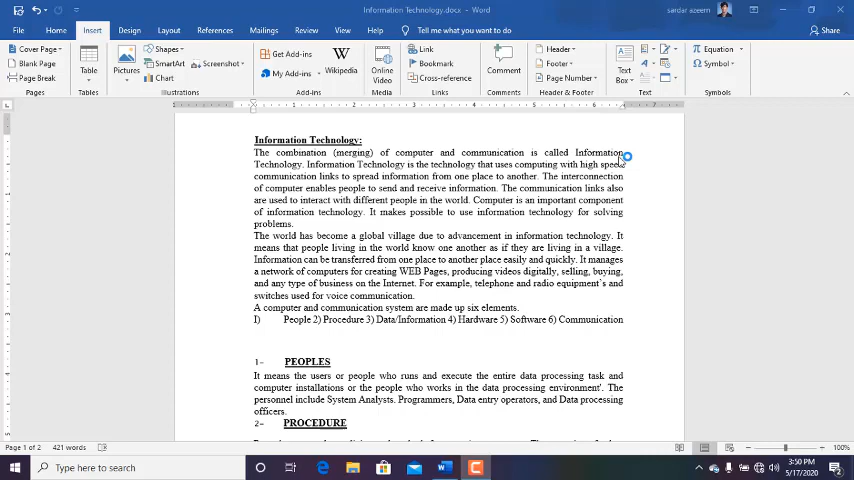 Information Technology.docx - Word
sardar azeem
File Home Insert Design Layout References Mailings Review View Help Tell me what you want to do Share
Cover Page
Blank Page
Page Break
Pages
Table
Tables
Pictures
Shapes
SmartArt
Chart
Screenshot
Illustrations
Get Add-ins
My Add-ins
W
Wikipedia
Add-ins
Online
Video
Media
Link
Bookmark
Cross-reference
Links
Comment
Comments
Header
Footer
Page Number
Header & Footer
Text
Box
Text
Equation
Symbol
Symbols
1 1 2 3 4 5 6 7
Information Technology:
The combination (merging) of computer and communication is called Information
Technology. Information Technology is the technology that uses computing with high speed
communication links to spread information from one place to another. The interconnection
of computer enables people to send and receive information. The communication links also
are used to interact with different people in the world. Computer is an important component
of information technology. It makes possible to use information technology for solving
problems.
The world has become a global village due to advancement in information technology. It
means that people living in the world know one another as if they are living in a village.
Information can be transferred from one place to another place easily and quickly. It manages
a network of computers for creating WEB Pages, producing videos digitally, selling, buying,
and any type of business on the Internet. For example, telephone and radio equipment`s and
switches used for voice communication.
A computer and communication system are made up six elements.
I) People 2) Procedure 3) Data/Information 4) Hardware 5) Software 6) Communication
1- PEOPLES
It means the users or people who runs and execute the entire data processing task and
computer installations or the people who works in the data processing environment'. The
personnel include System Analysts. Programmers, Data entry operators, and Data processing
officers.
2- PROCEDURE
Page 1 of 2 421 words 100%
Type here to search
3:50 PM
5/17/2020
2